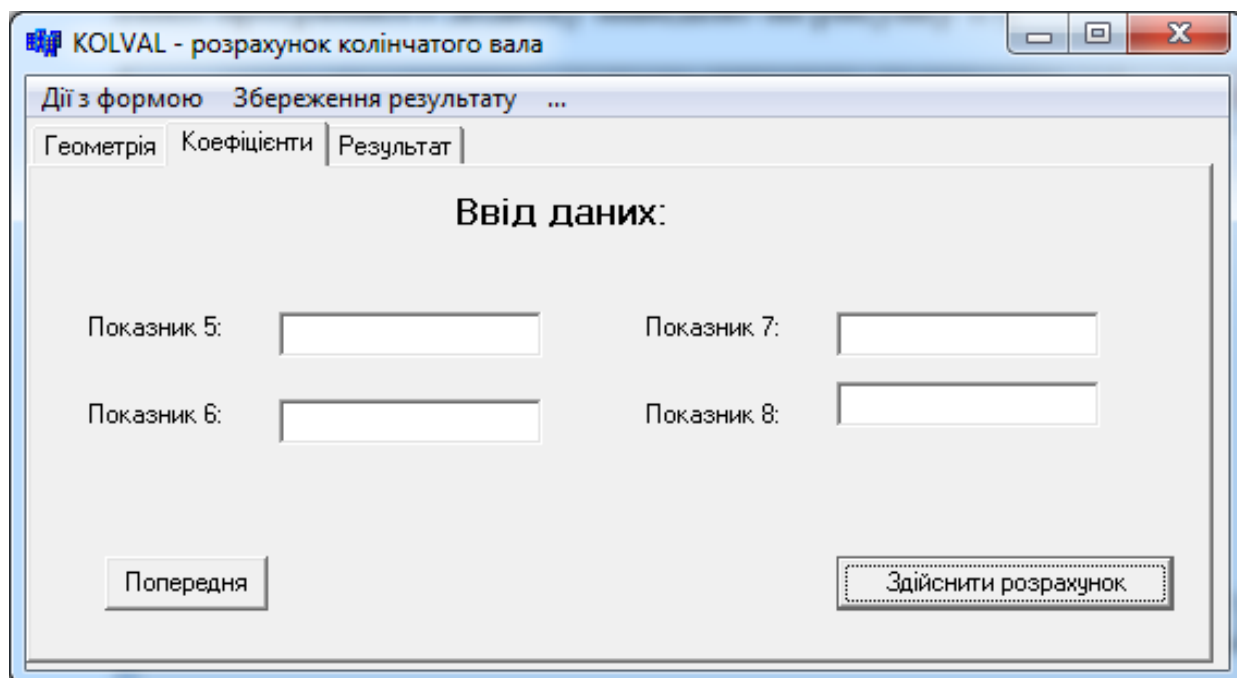 KOLVAL - розрахунок колінчатого вала
Дії з формою Збереження результату ...
Геометрія Коефіцієнти Результат
Ввід даних:
Показник 5: Показник 7:
Показник 6: Показник 8:
Попередня Здійснити розрахунок